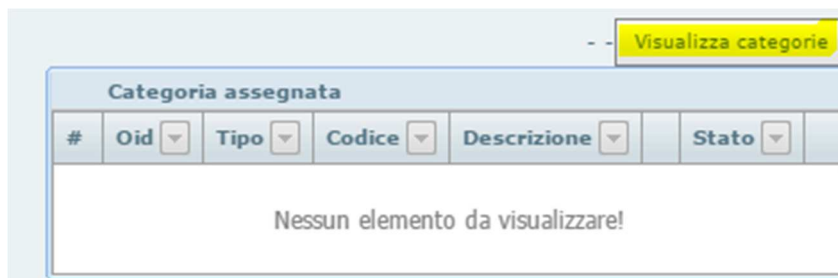 - - Visualizza categorie
Categoria assegnata
# Oid Tipo Codice Descrizione Stato
Nessun elemento da visualizzare!